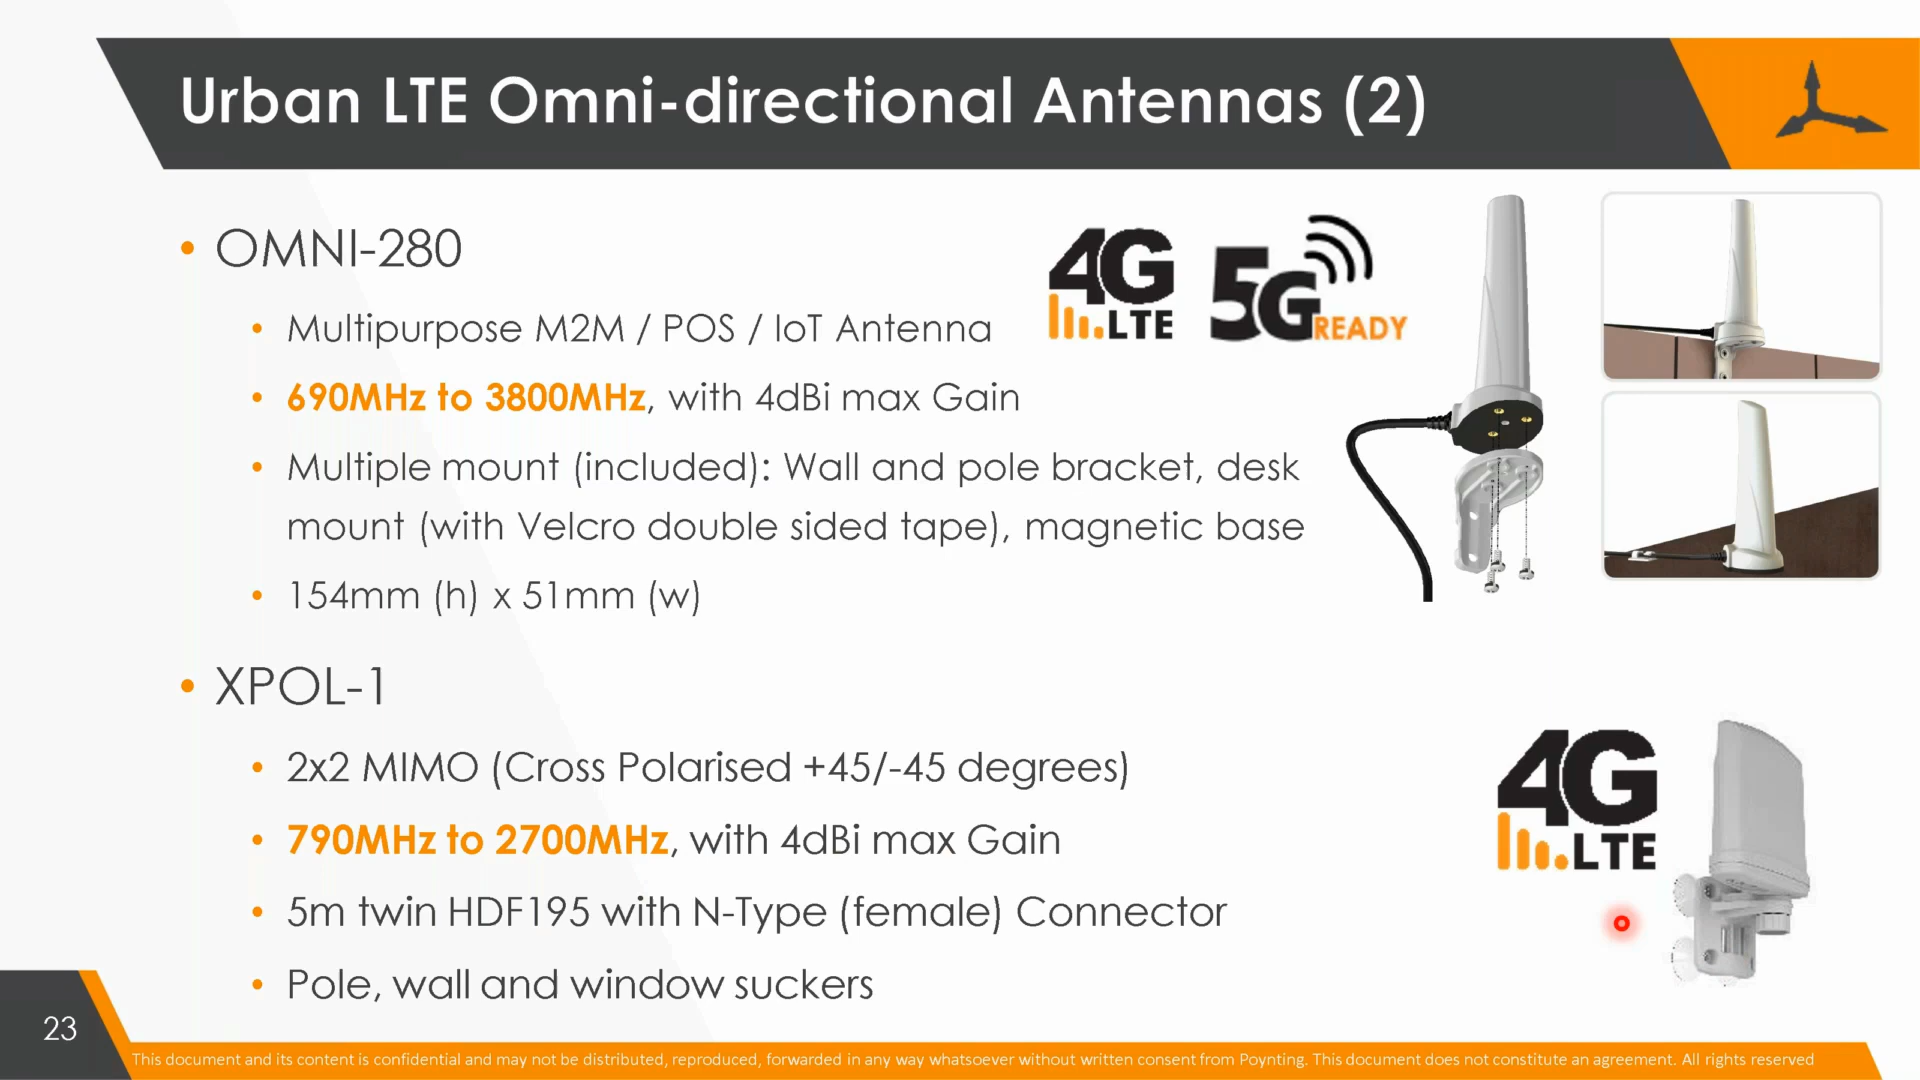 Urban LTE Omni-directional Antennas (2)
• OMNI-280
• Multipurpose M2M / POS / IoT Antenna
• 690MHz to 3800MHz, with 4dBi max Gain
• Multiple mount (included): Wall and pole bracket, desk
mount (with Velcro double sided tape), magnetic base
• 154mm (h) x 51mm (w)
4G
LTE
5G
READY
• XPOL-1
• 2x2 MIMO (Cross Polarised +45/-45 degrees)
• 790MHz to 2700MHz, with 4dBi max Gain
• 5m twin HDF195 with N-Type (female) Connector
• Pole, wall and window suckers
4G
LTE
23
This document and its content is confidential and may not be distributed, reproduced, forwarded in any way whatsoever without written consent from Poynting. This document does not constitute an agreement. All rights reserved